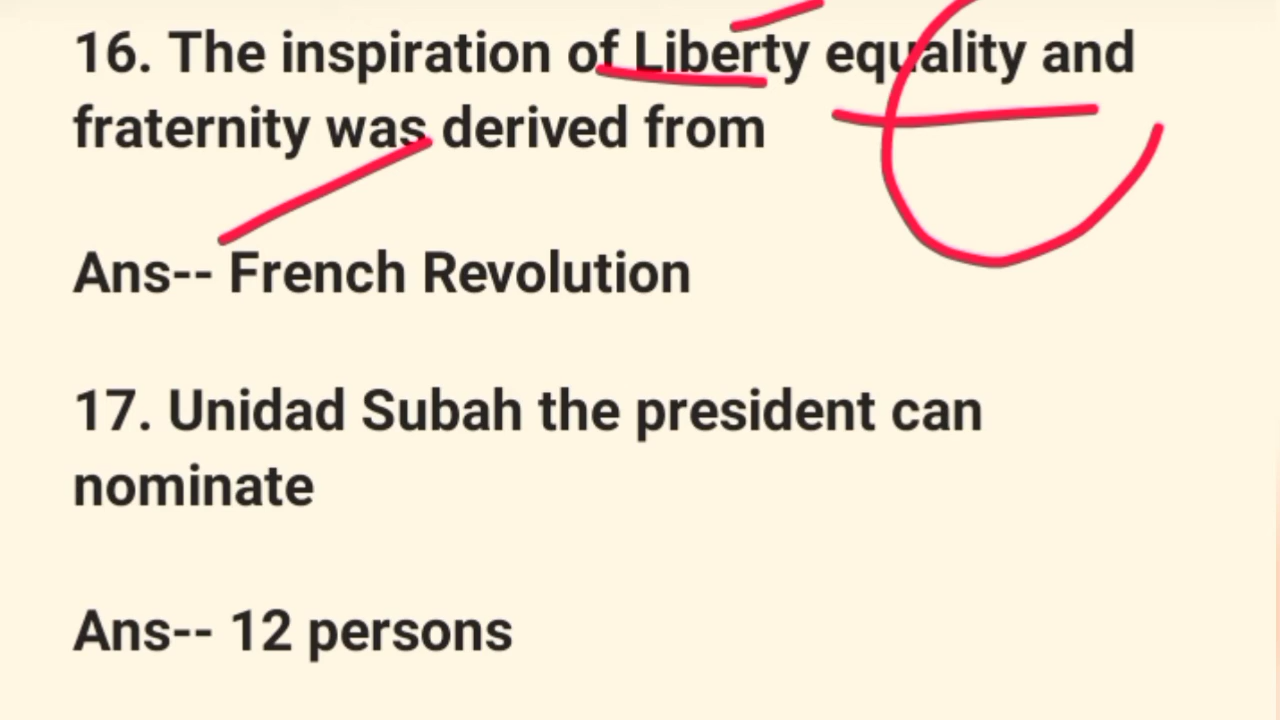 16. The inspiration of Liberty equality and
fraternity was derived from
Ans-- French Revolution
17. Unidad Subah the president can
nominate
Ans-- 12 persons